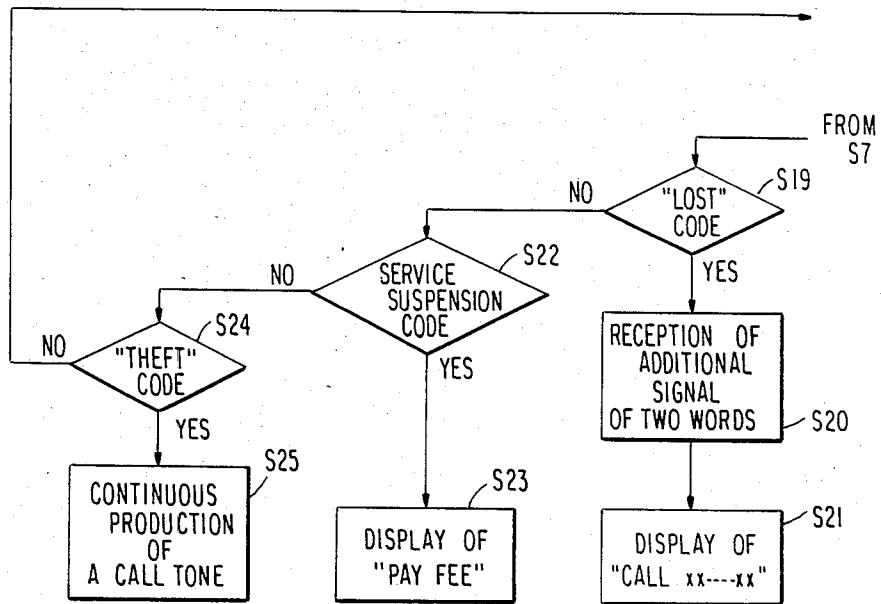 FROM
S7
"LOST"
CODE
S19
NO
YES
SERVICE
SUSPENSION
CODE
S22
NO
YES
"THEFT"
CODE
S24
NO
YES
RECEPTION OF
ADDITIONAL
SIGNAL
OF TWO WORDS
S20
CONTINUOUS
PRODUCTION
OF
A CALL TONE
S25
DISPLAY OF
"PAY FEE"
S23
DISPLAY OF
"CALL xx----xx"
S21